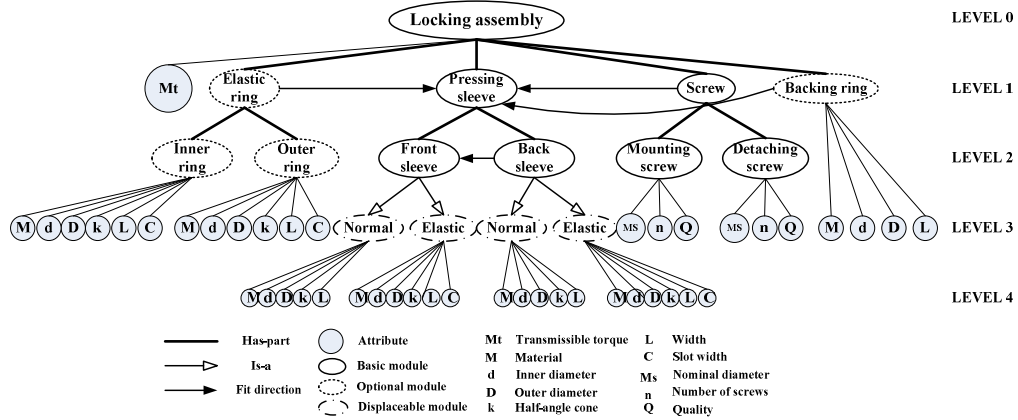 Locking assembly LEVEL 0
Mt Elastic ring Pressing sleeve Screw Backing ring LEVEL 1
Inner ring Outer ring Front sleeve Back sleeve Mounting screw Detaching screw LEVEL 2
M d D k L C M d D k L C Normal Elastic Normal Elastic MS n Q MS n Q M d D L LEVEL 3
M d D k L M d D k L C M d D k L M d D k L C LEVEL 4
Has-part Attribute Mt Transmissible torque L Width
Is-a Basic module M Material C Slot width
Fit direction Optional module d Inner diameter Ms Nominal diameter
Displaceable module D Outer diameter n Number of screws
k Half-angle cone Q Quality